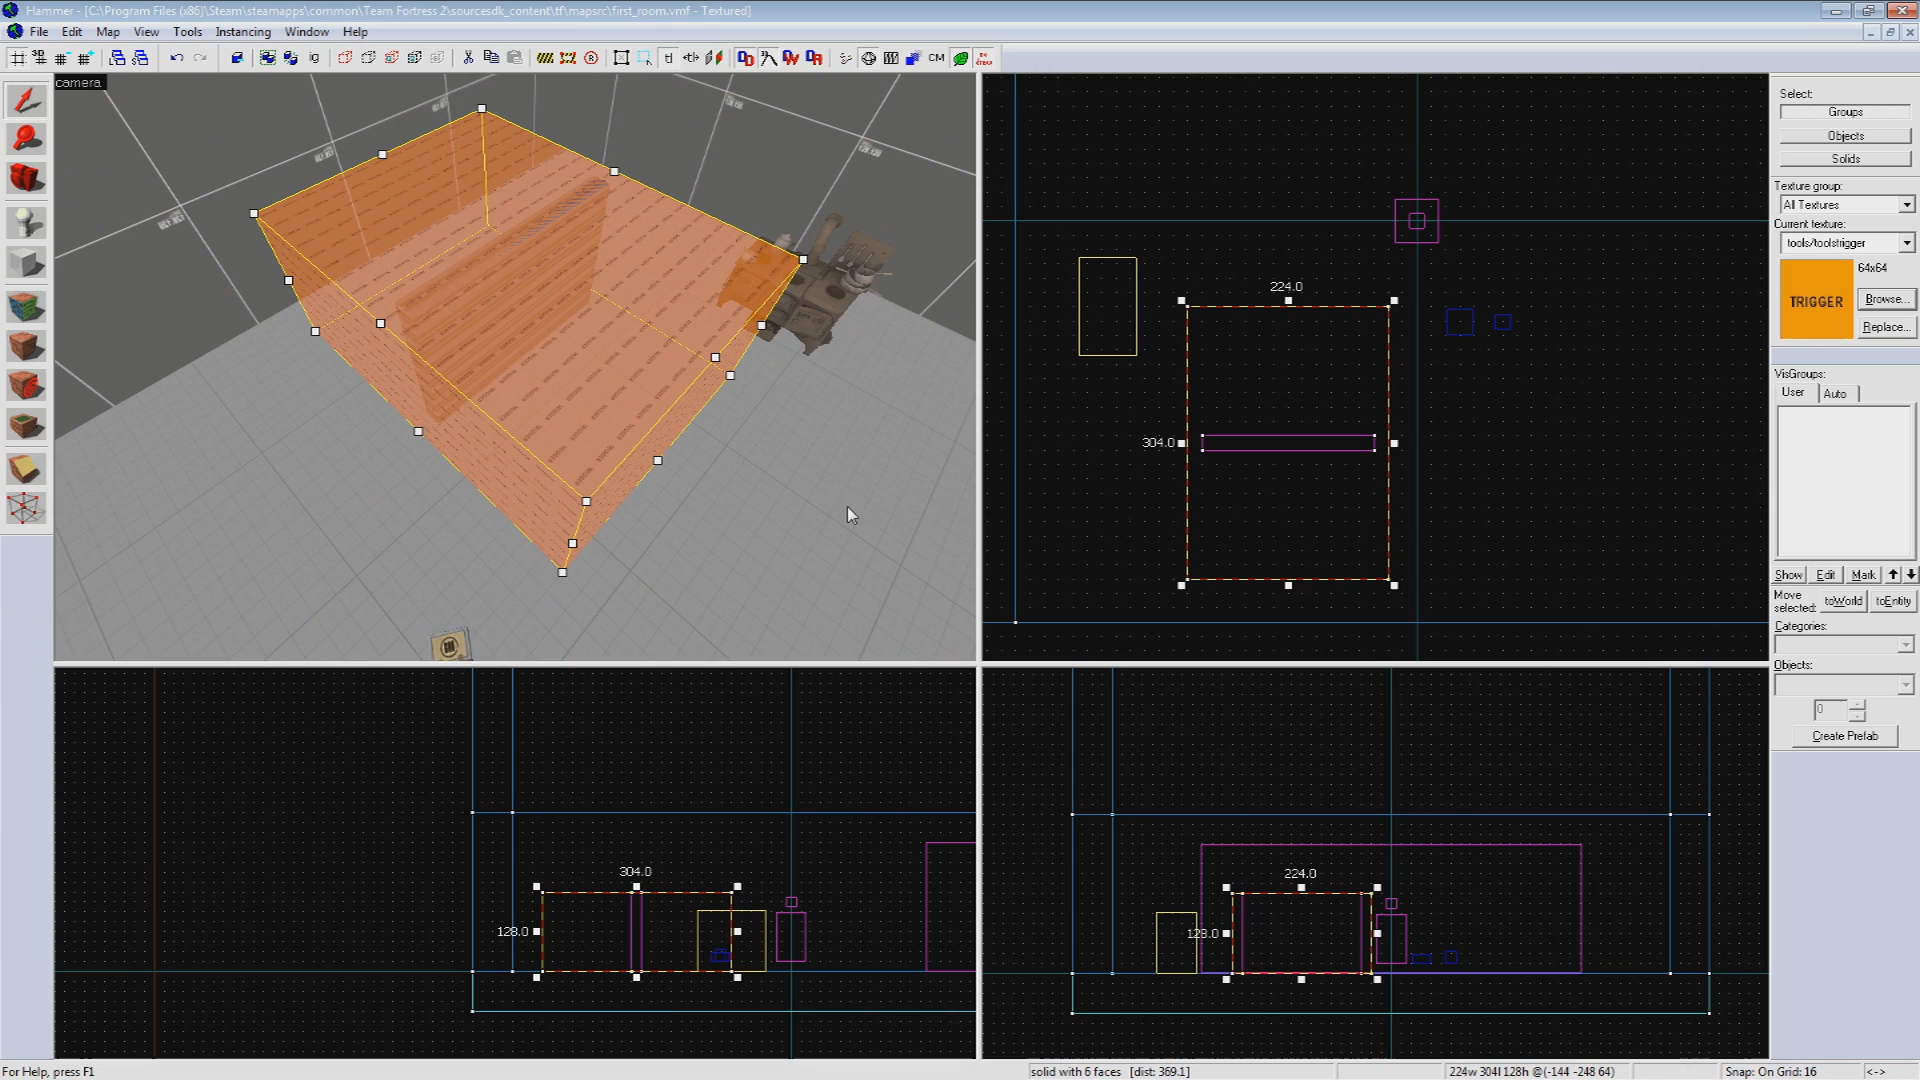 Hammer - [C:\Program Files (x86)\Steam\steamapps\common\Team Fortress 2\sourcesdk_content\tf\mapsrc\first_room.vmf - Textured]
File Edit Map View Tools Instancing Window Help
3D
ig
tl
CM
camera
Select:
Groups
Objects
Solids
Texture group:
All Textures
Current texture:
tools/toolstrigger
64x64
TRIGGER
Browse...
Replace...
VisGroups:
User Auto
Show Edit Mark
Move selected: toWorld toEntity
Categories:
Objects:
0
Create Prefab
224.0
304.0
304.0
128.0
224.0
128.0
For Help, press F1
solid with 6 faces [dist: 369.1]
224w 304l 128h @(-144 -248 64)
Snap: On Grid: 16
<->